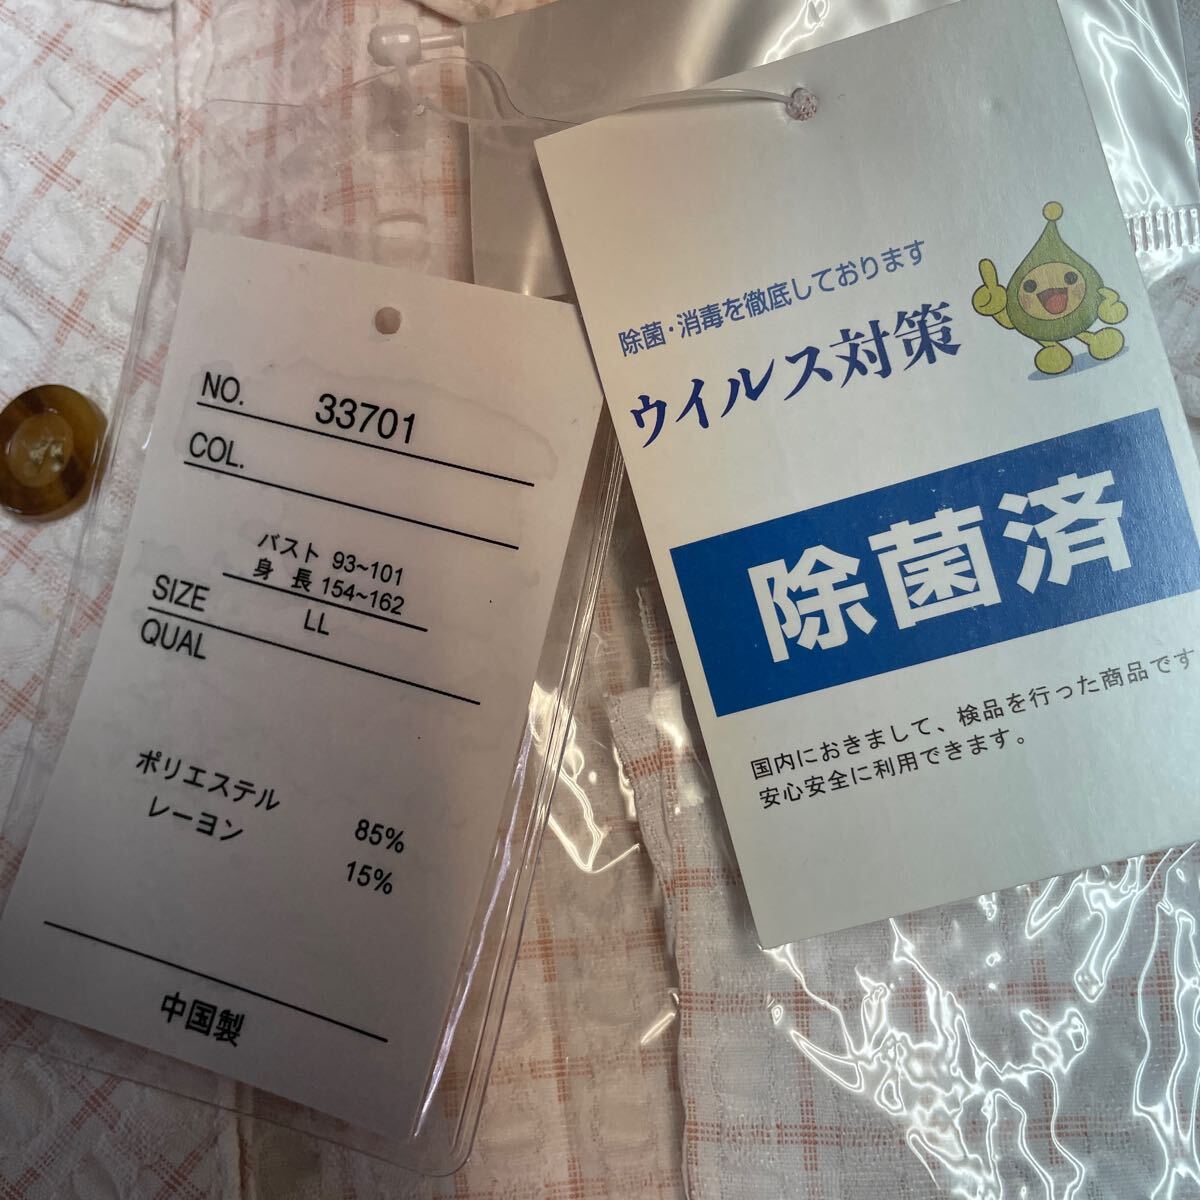 NO. 33701
COL.
バスト 93~101
身 長 154~162
SIZE LL
QUAL
ポリエステル 85%
レーヨン 15%
中国製
除菌・消毒を徹底しております
ウイルス対策
除菌済
国内におきまして、検品を行った商品です
安心安全に利用できます。